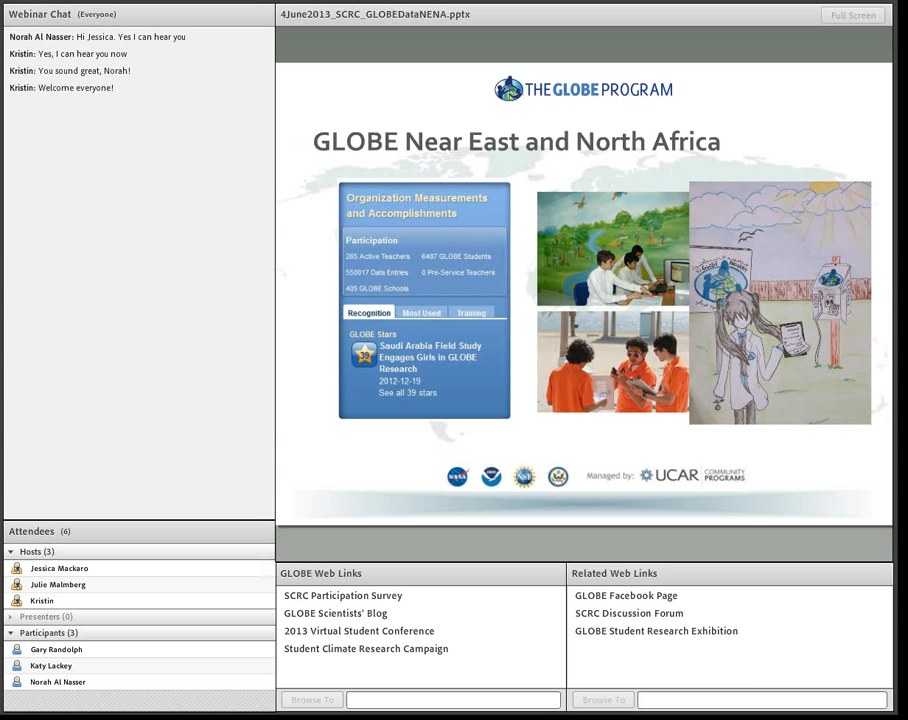 Webinar Chat (Everyone)
Norah Al Nasser: Hi Jessica. Yes I can hear you
Kristin: Yes, I can hear you now
Kristin: You sound great, Norah!
Kristin: Welcome everyone!
Attendees (6)
Hosts (3)
Jessica Mackaro
Julie Malmberg
Kristin
Presenters (0)
Participants (3)
Gary Randolph
Katy Lackey
Norah Al Nasser
4June2013_SCRC_GLOBEDataNENA.pptx
Full Screen
THE GLOBE PROGRAM
GLOBE Near East and North Africa
Organization Measurements
and Accomplishments
Participation
265 Active Teachers 6487 GLOBE Students
550017 Data Entries 0 Pre-Service Teachers
405 GLOBE Schools
Recognition Most Used Training
GLOBE Stars
39
Saudi Arabia Field Study
Engages Girls in GLOBE
Research
2012-12-19
See all 39 stars
NASA
Managed by: UCAR COMMUNITY
PROGRAMS
GLOBE Web Links
SCRC Participation Survey
GLOBE Scientists' Blog
2013 Virtual Student Conference
Student Climate Research Campaign
Browse To
Related Web Links
GLOBE Facebook Page
SCRC Discussion Forum
GLOBE Student Research Exhibition
Browse To